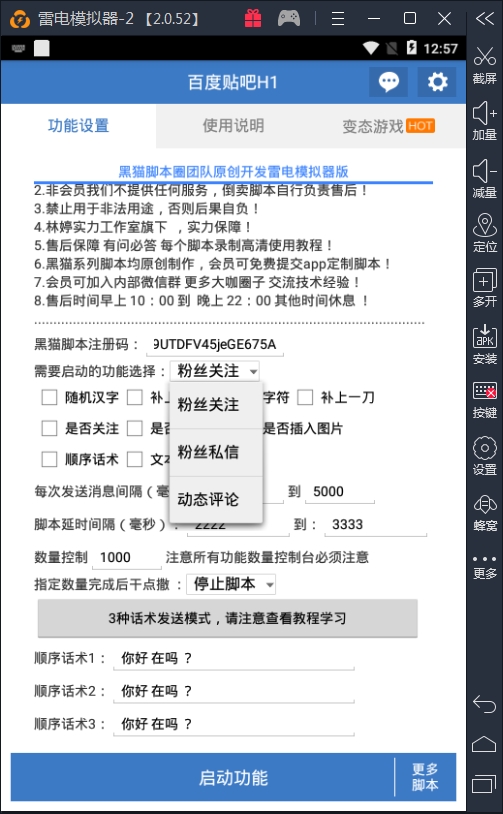 雷电模拟器-2 【2.0.52】
12:57
百度贴吧H1
功能设置 使用说明 变态游戏 HOT
黑猫脚本圈团队原创开发雷电模拟器版
2.非会员我们不提供任何服务，倒卖脚本自行负责售后！
3.禁止用于非法用途，否则后果自负！
4.林婷实力工作室旗下 ，实力保障！
5.售后保障 有问必答 每个脚本录制高清使用教程！
6.黑猫系列脚本均原创制作，会员可免费提交app定制脚本！
7.会员可加入内部微信群 更多大咖圈子 交流技术经验！
8.售后时间早上 10：00 到 晚上 22：00 其他时间休息 ！
黑猫脚本注册码： 9UTDFV45jeGE675A
需要启动的功能选择： 粉丝关注
粉丝关注
粉丝私信
动态评论
随机汉字 补上 字符 补上一刀
是否关注 是否 是否插入图片
顺序话术 文本
每次发送消息间隔（毫 到 5000
脚本延时间隔（毫秒）： 2222 到： 3333
数量控制 1000 注意所有功能数量控制台必须注意
指定数量完成后干点撒： 停止脚本
3种话术发送模式，请注意查看教程学习
顺序话术1： 你好 在吗 ？
顺序话术2： 你好 在吗 ？
顺序话术3： 你好 在吗 ？
启动功能
更多
脚本
截屏
加量
减量
定位
多开
APK
安装
按键
设置
蜂窝
更多